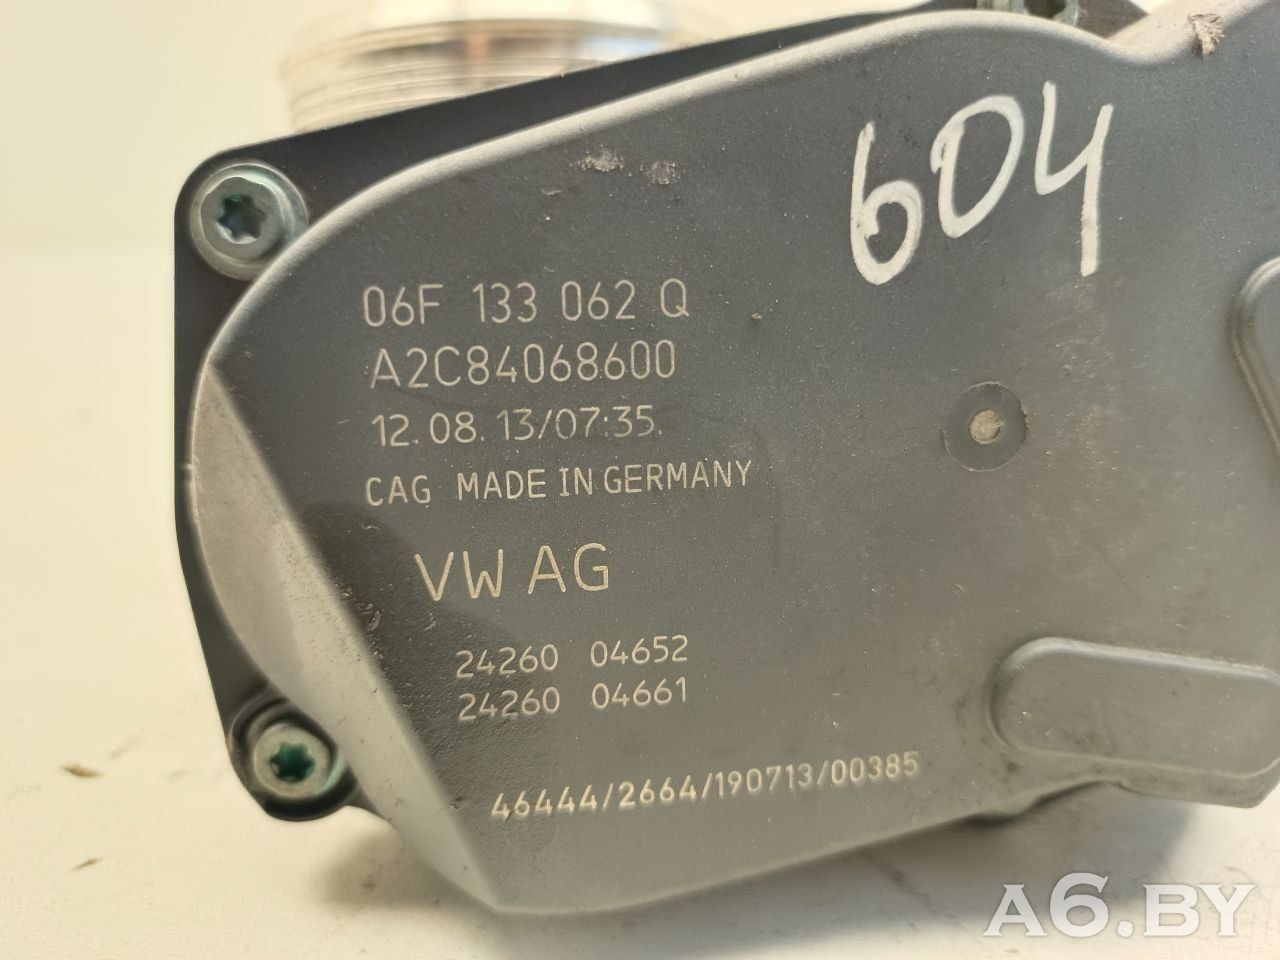 604
06F 133 062 Q
A2C84068600
12.08.13/07:35.
CAG MADE IN GERMANY
VW AG
24260 04652
24260 04661
46444/2664/190713/00385
A6.BY